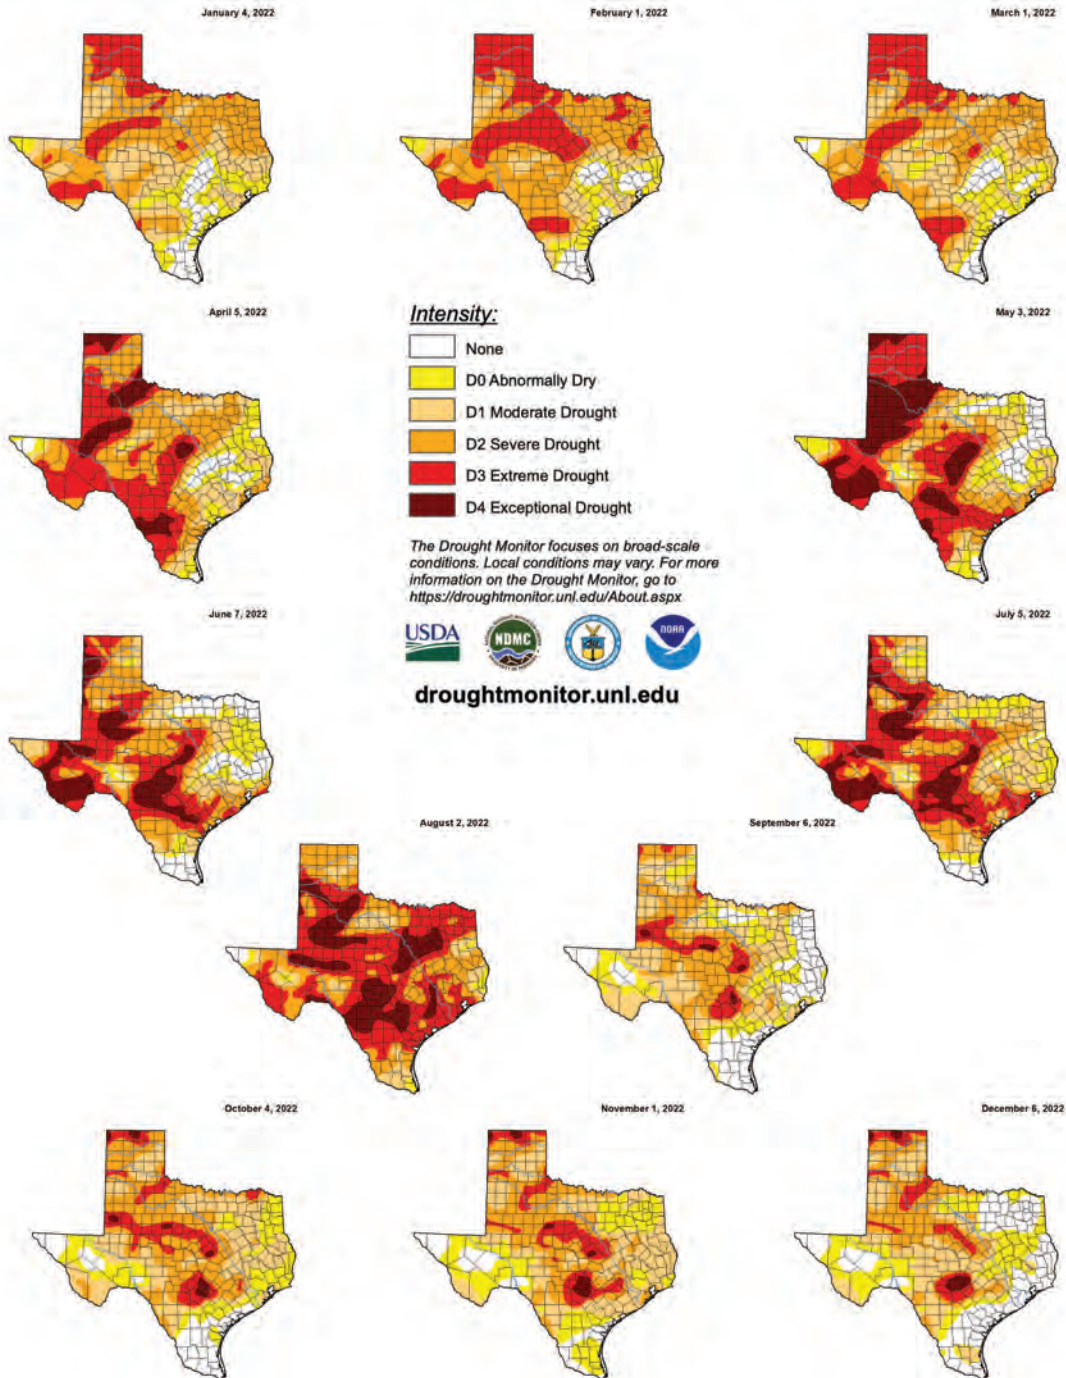 January 4, 2022
February 1, 2022
March 1, 2022
April 5, 2022
May 3, 2022
Intensity:
None
D0 Abnormally Dry
D1 Moderate Drought
D2 Severe Drought
D3 Extreme Drought
D4 Exceptional Drought
The Drought Monitor focuses on broad-scale
conditions. Local conditions may vary. For more
information on the Drought Monitor, go to
https://droughtmonitor.unl.edu/About.aspx
June 7, 2022
July 5, 2022
USDA
NDMC
NOAA
droughtmonitor.unl.edu
August 2, 2022
September 6, 2022
October 4, 2022
November 1, 2022
December 6, 2022